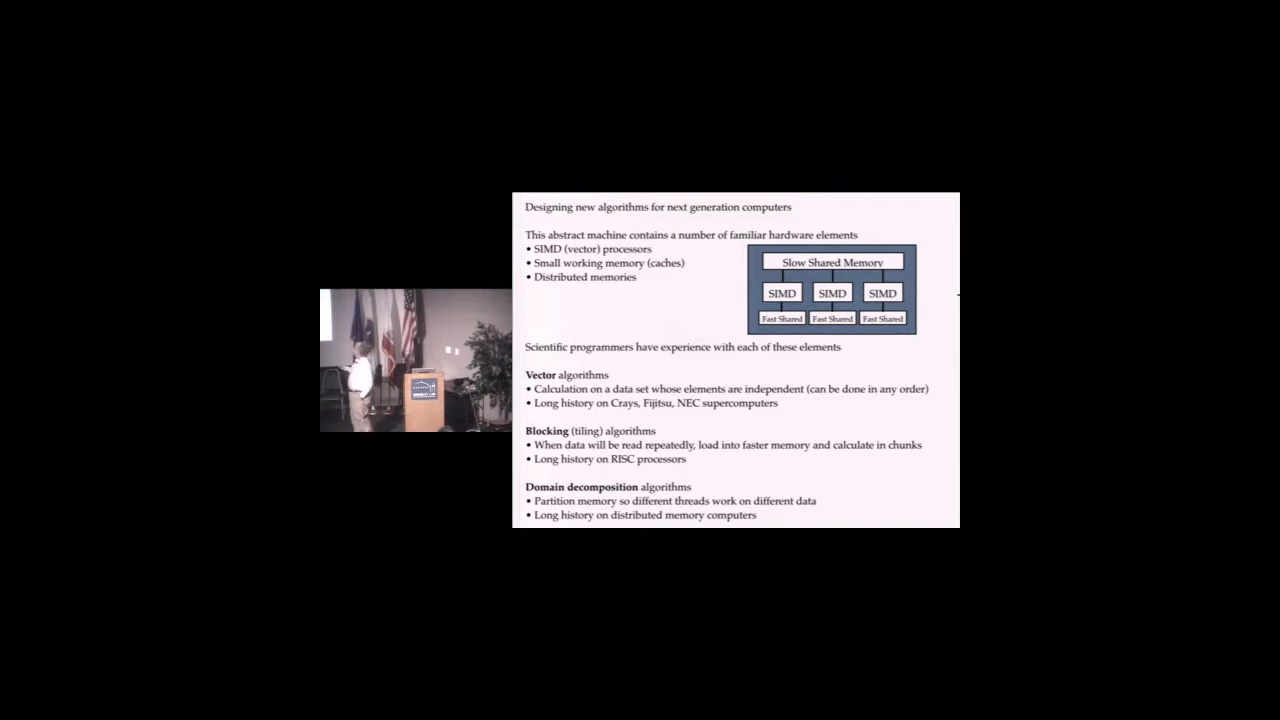 Designing new algorithms for next generation computers
This abstract machine contains a number of familiar hardware elements
• SIMD (vector) processors
• Small working memory (caches)
• Distributed memories
Slow Shared Memory
SIMD SIMD SIMD
Fast Shared Fast Shared Fast Shared
Scientific programmers have experience with each of these elements
Vector algorithms
• Calculation on a data set whose elements are independent (can be done in any order)
• Long history on Crays, Fijitsu, NEC supercomputers
Blocking (tiling) algorithms
• When data will be read repeatedly, load into faster memory and calculate in chunks
• Long history on RISC processors
Domain decomposition algorithms
• Partition memory so different threads work on different data
• Long history on distributed memory computers